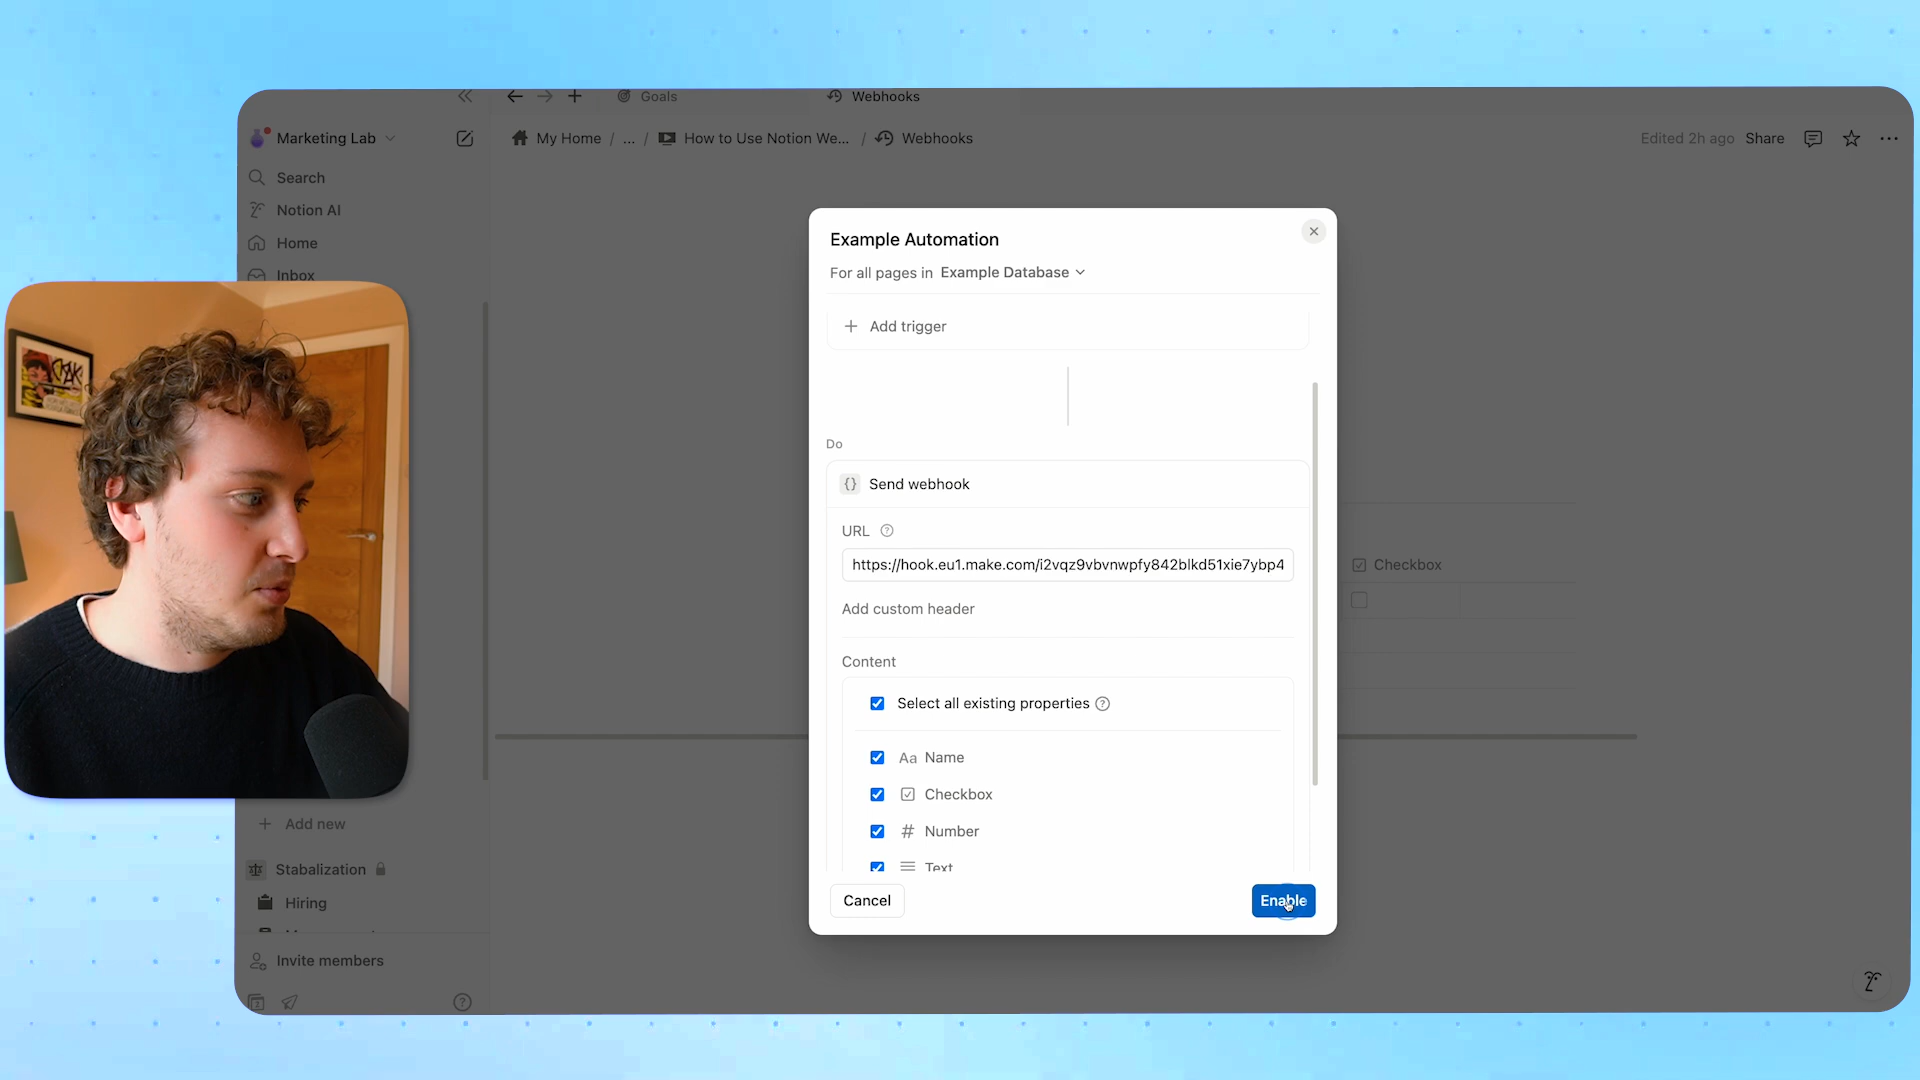 Goals
Webhooks
Marketing Lab
My Home / ... / How to Use Notion We... / Webhooks
Edited 2h ago
Share
Search
Notion AI
Home
Inbox
Example Automation
For all pages in Example Database
Add trigger
Do
Send webhook
URL
https://hook.eu1.make.com/i2vqz9vbvnwpfy842blkd51xie7ybp4
Add custom header
Checkbox
Content
Select all existing properties
Aa Name
Checkbox
Number
Text
Cancel
Enable
Add new
Stabalization
Hiring
Invite members